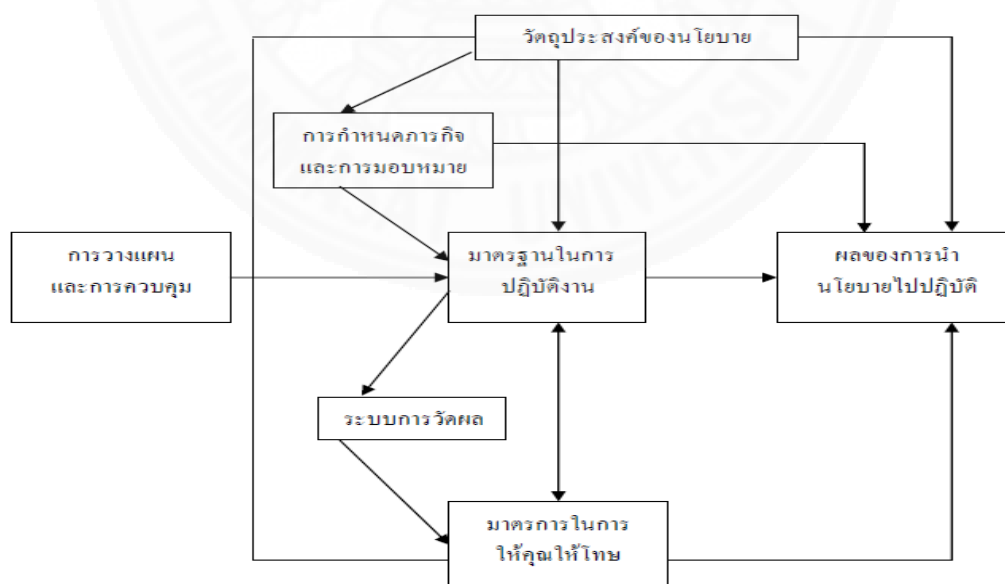 วัตถุประสงค์ของนโยบาย
การกำหนดภารกิจ
และการมอบหมาย
การวางแผน
และการควบคุม
มาตรฐานในการ
ปฏิบัติงาน
ผลของการนำ
นโยบายไปปฏิบัติ
ระบบการวัดผล
มาตรการในการ
ให้คุณให้โทษ